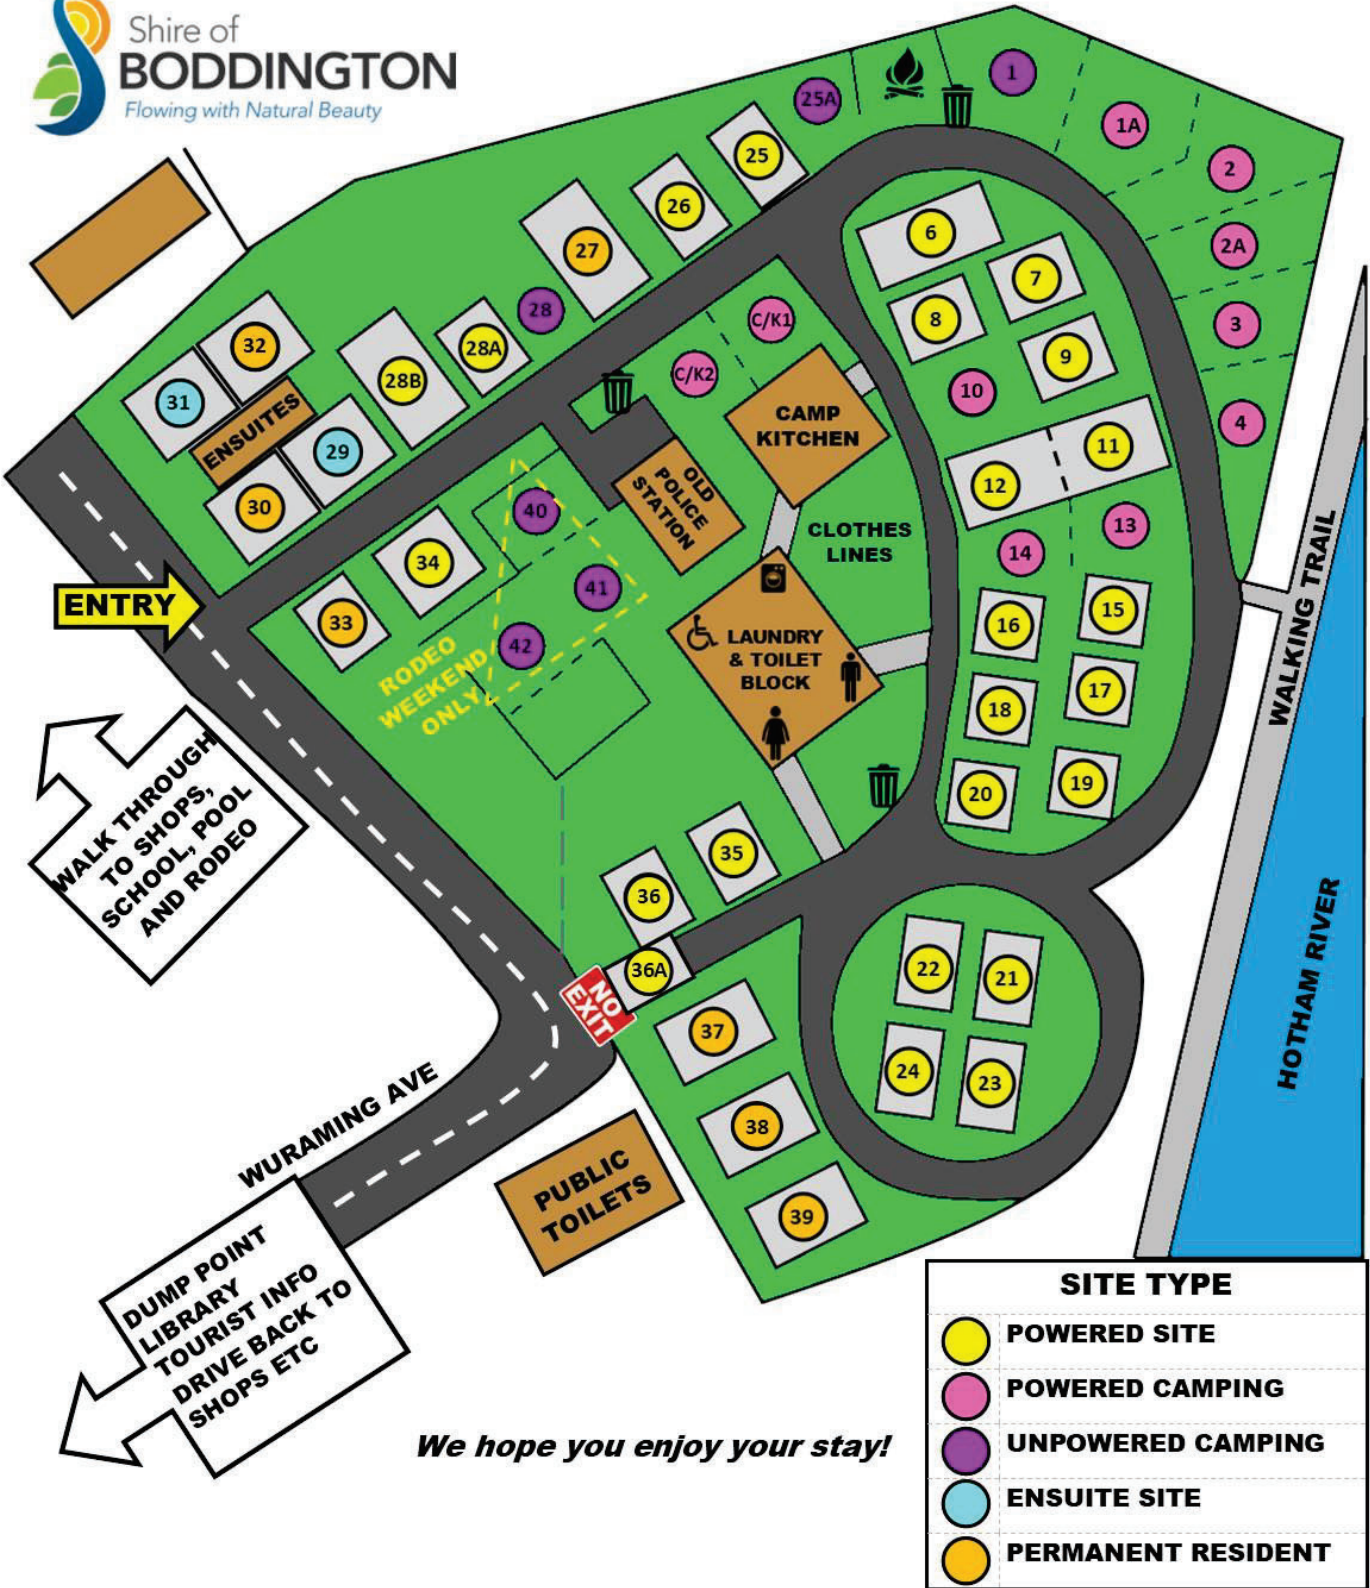 Shire of
BODDINGTON
Flowing with Natural Beauty
1
25A
1A
25
2
26
6
2A
27
7
28
C/K1
8
3
32
28A
9
C/K2
28B
10
31
4
CAMP
KITCHEN
ENSUITES
11
29
12
OLD
POLICE
STATION
30
40
13
CLOTHES
LINES
14
34
41
WALKING TRAIL
ENTRY
33
15
16
42
LAUNDRY
& TOILET
BLOCK
RODEO
WEEKEND
ONLY
17
18
WALK THROUGH
TO SHOPS,
SCHOOL, POOL
AND RODEO
19
20
35
36
36A
NO
EXIT
22
21
HOTHAM RIVER
37
24
23
WURAMING AVE
38
PUBLIC
TOILETS
39
DUMP POINT
LIBRARY
TOURIST INFO
DRIVE BACK TO
SHOPS ETC
We hope you enjoy your stay!
SITE TYPE
POWERED SITE
POWERED CAMPING
UNPOWERED CAMPING
ENSUITE SITE
PERMANENT RESIDENT